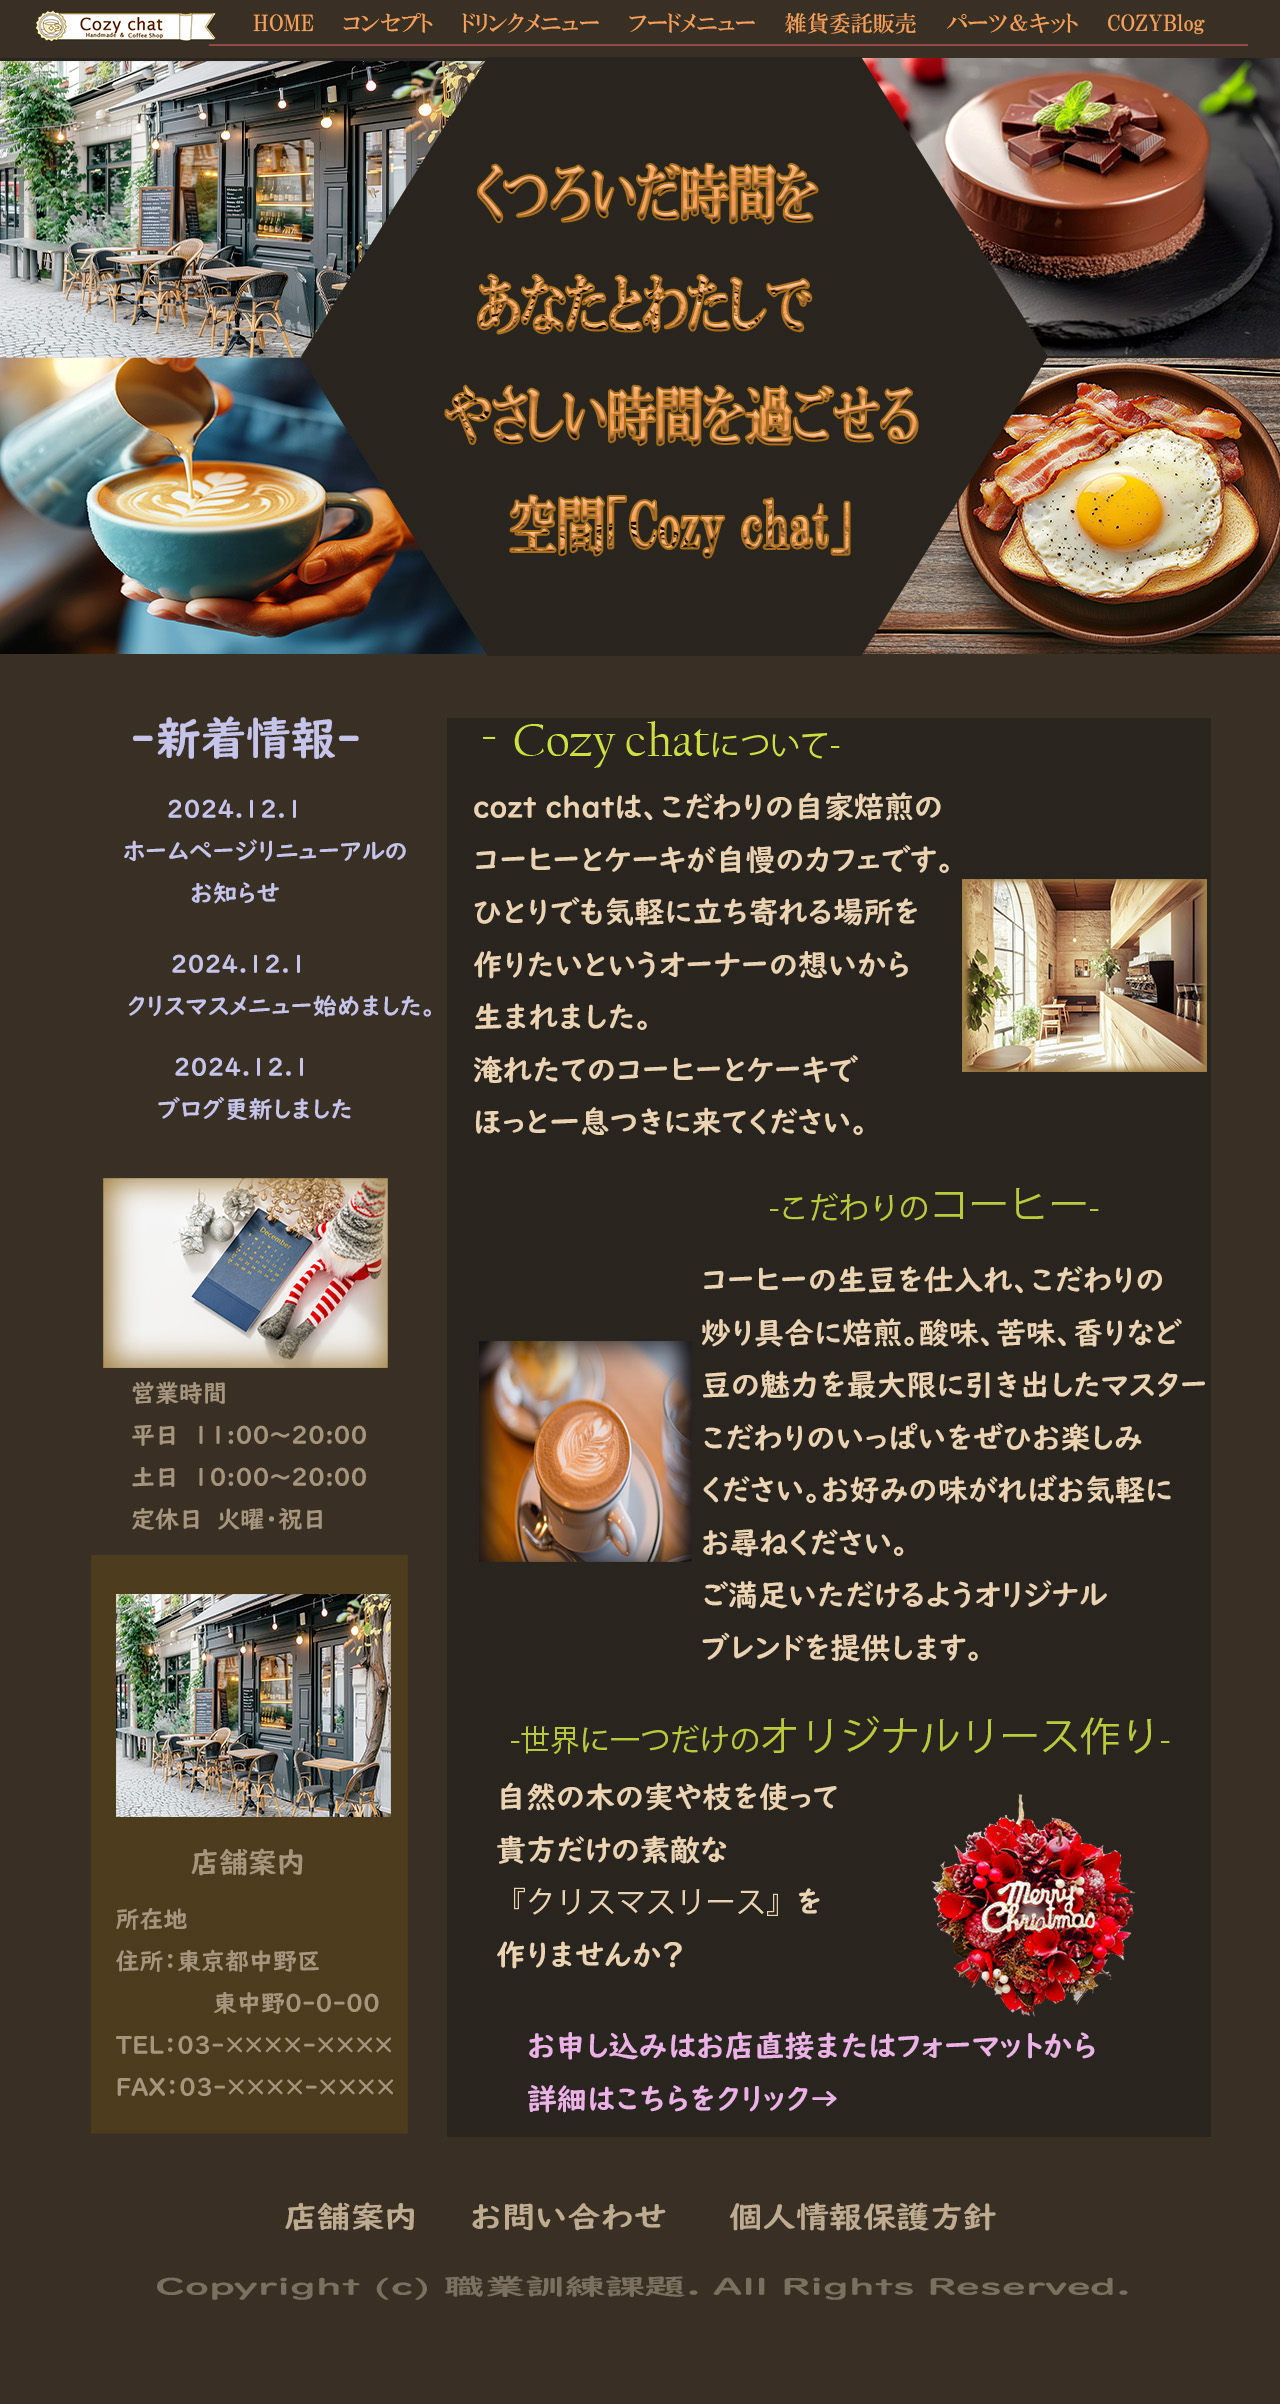 Cozy chat
Handmade & Coffee Shop
HOME コンセプト ドリンクメニュー フードメニュー 雑貨委託販売 パーツ&キット COZYBlog
くつろいだ時間を
あなたとわたしで
やさしい時間を過ごせる
空間「Cozy chat」
-新着情報-
2024.12.1
ホームページリニューアルの
お知らせ
2024.12.1
クリスマスメニュー始めました。
2024.12.1
ブログ更新しました
December
営業時間
平日 11:00～20:00
土日 10:00～20:00
定休日 火曜・祝日
店舗案内
所在地
住所：東京都中野区
東中野0-0-00
TEL：03-××××-××××
FAX：03-××××-××××
- Cozy chatについて-
cozt chatは、こだわりの自家焙煎の
コーヒーとケーキが自慢のカフェです。
ひとりでも気軽に立ち寄れる場所を
作りたいというオーナーの想いから
生まれました。
淹れたてのコーヒーとケーキで
ほっと一息つきに来てください。
-こだわりのコーヒー-
コーヒーの生豆を仕入れ、こだわりの
炒り具合に焙煎。酸味、苦味、香りなど
豆の魅力を最大限に引き出したマスター
こだわりのいっぱいをぜひお楽しみ
ください。お好みの味がればお気軽に
お尋ねください。
ご満足いただけるようオリジナル
ブレンドを提供します。
-世界に一つだけのオリジナルリース作り-
自然の木の実や枝を使って
貴方だけの素敵な
『クリスマスリース』を
作りませんか？
Merry
Christmas
お申し込みはお店直接またはフォーマットから
詳細はこちらをクリック→
店舗案内 お問い合わせ 個人情報保護方針
Copyright (c) 職業訓練課題. All Rights Reserved.